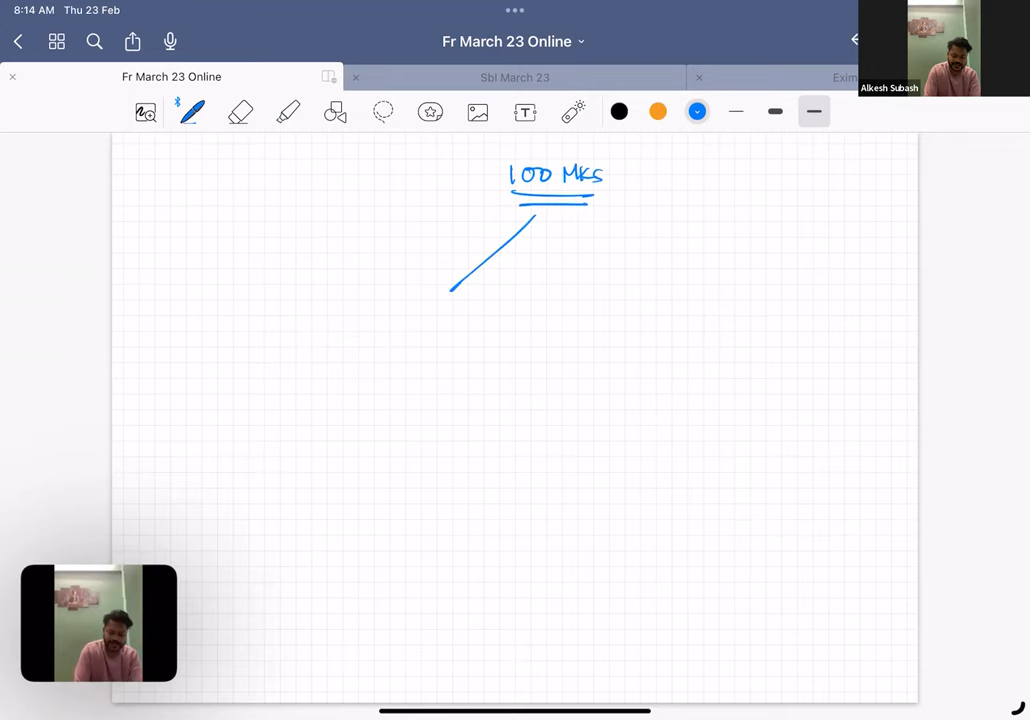 8:14 AM Thu 23 Feb
Fr March 23 Online
Alkesh Subash
Fr March 23 Online
Sbl March 23
Exim
100 Mks